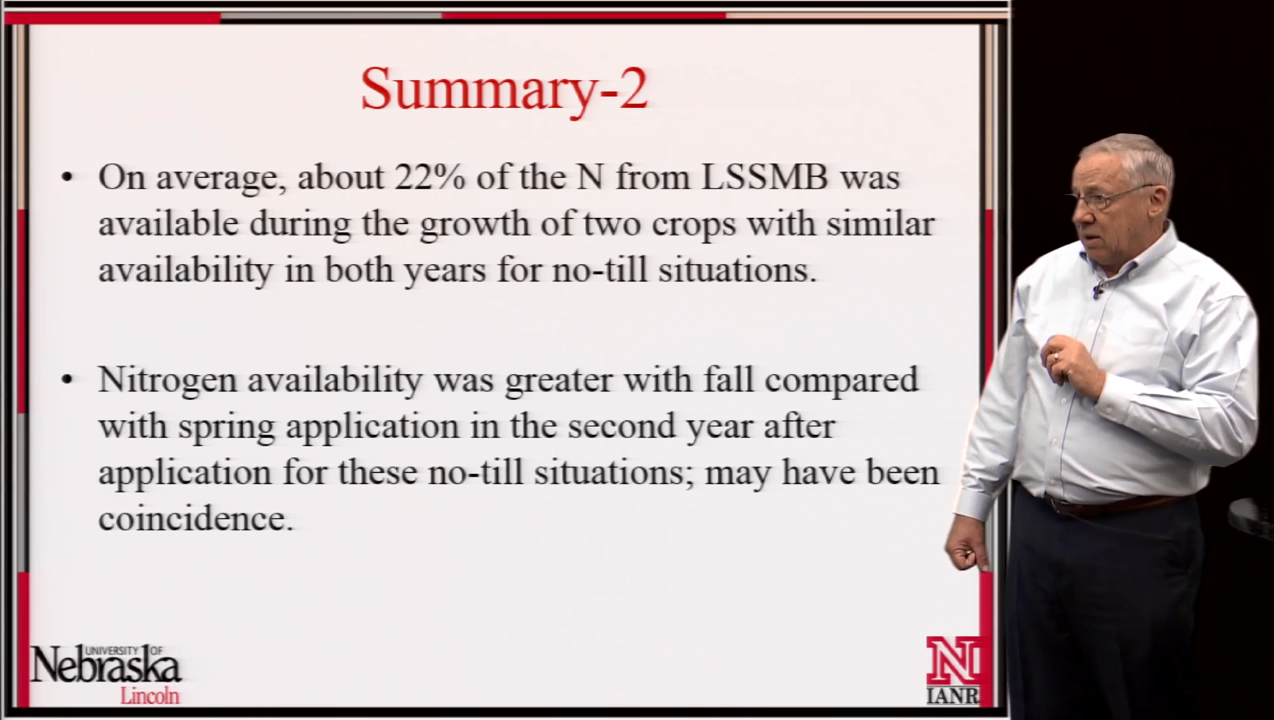 Summary-2
• On average, about 22% of the N from LSSMB was
available during the growth of two crops with similar
availability in both years for no-till situations.
• Nitrogen availability was greater with fall compared
with spring application in the second year after
application for these no-till situations; may have been
coincidence.
UNIVERSITY OF
Nebraska
Lincoln
N
IANR